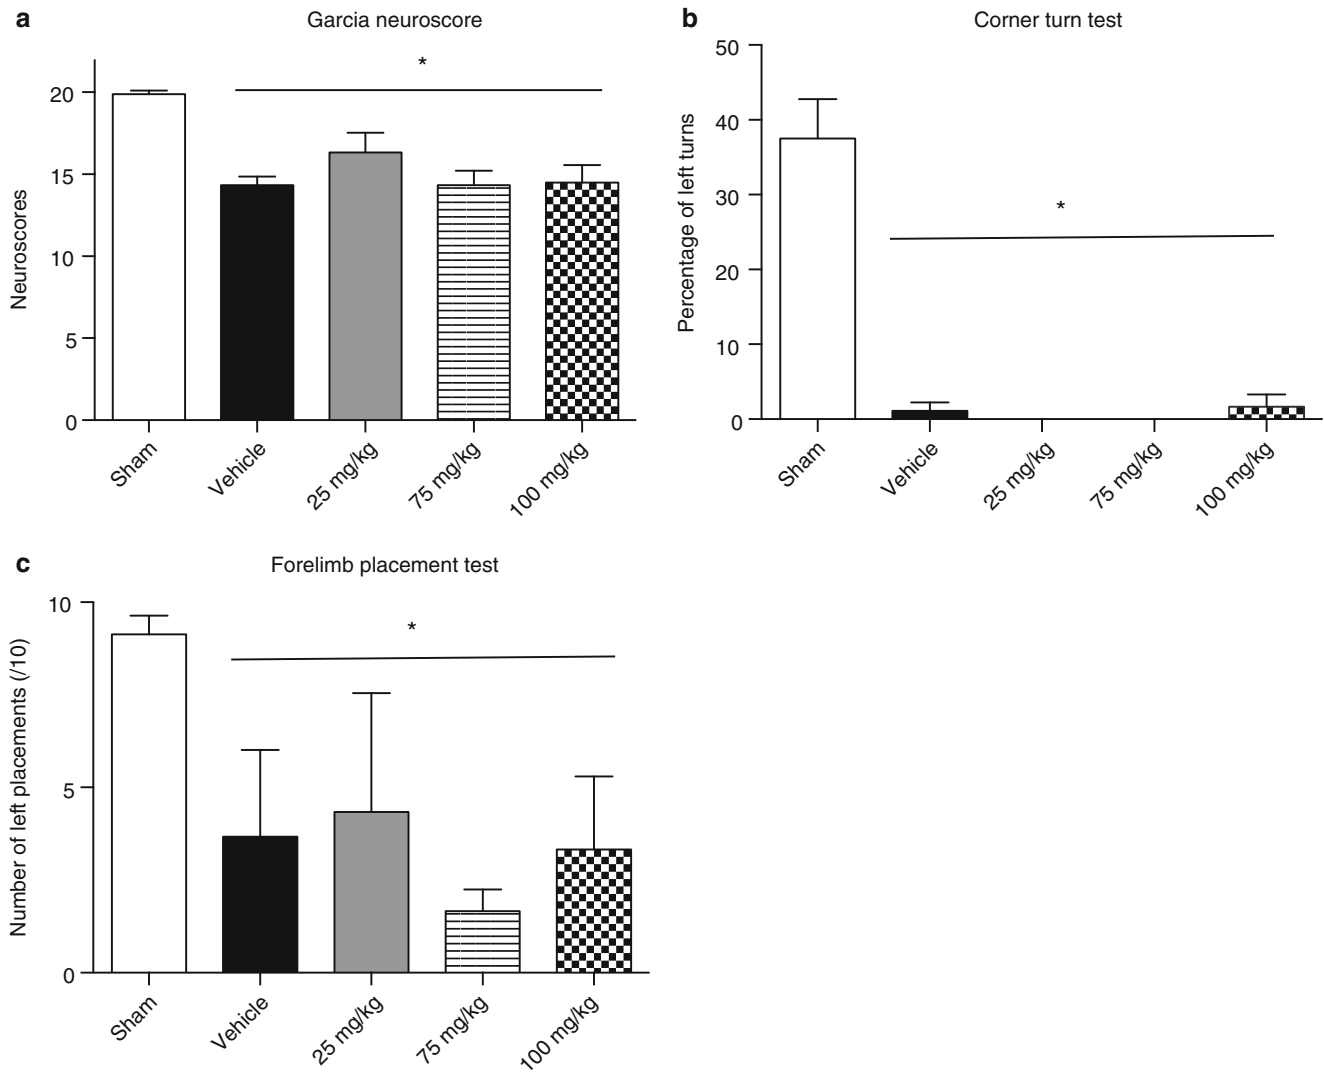 a
Garcia neuroscore
*
20
15
10
5
0
Neuroscores
Sham
Vehicle
25 mg/kg
75 mg/kg
100 mg/kg
b
Corner turn test
*
50
40
30
20
10
0
Percentage of left turns
Sham
Vehicle
25 mg/kg
75 mg/kg
100 mg/kg
c
Forelimb placement test
*
10
5
0
Number of left placements (/10)
Sham
Vehicle
25 mg/kg
75 mg/kg
100 mg/kg